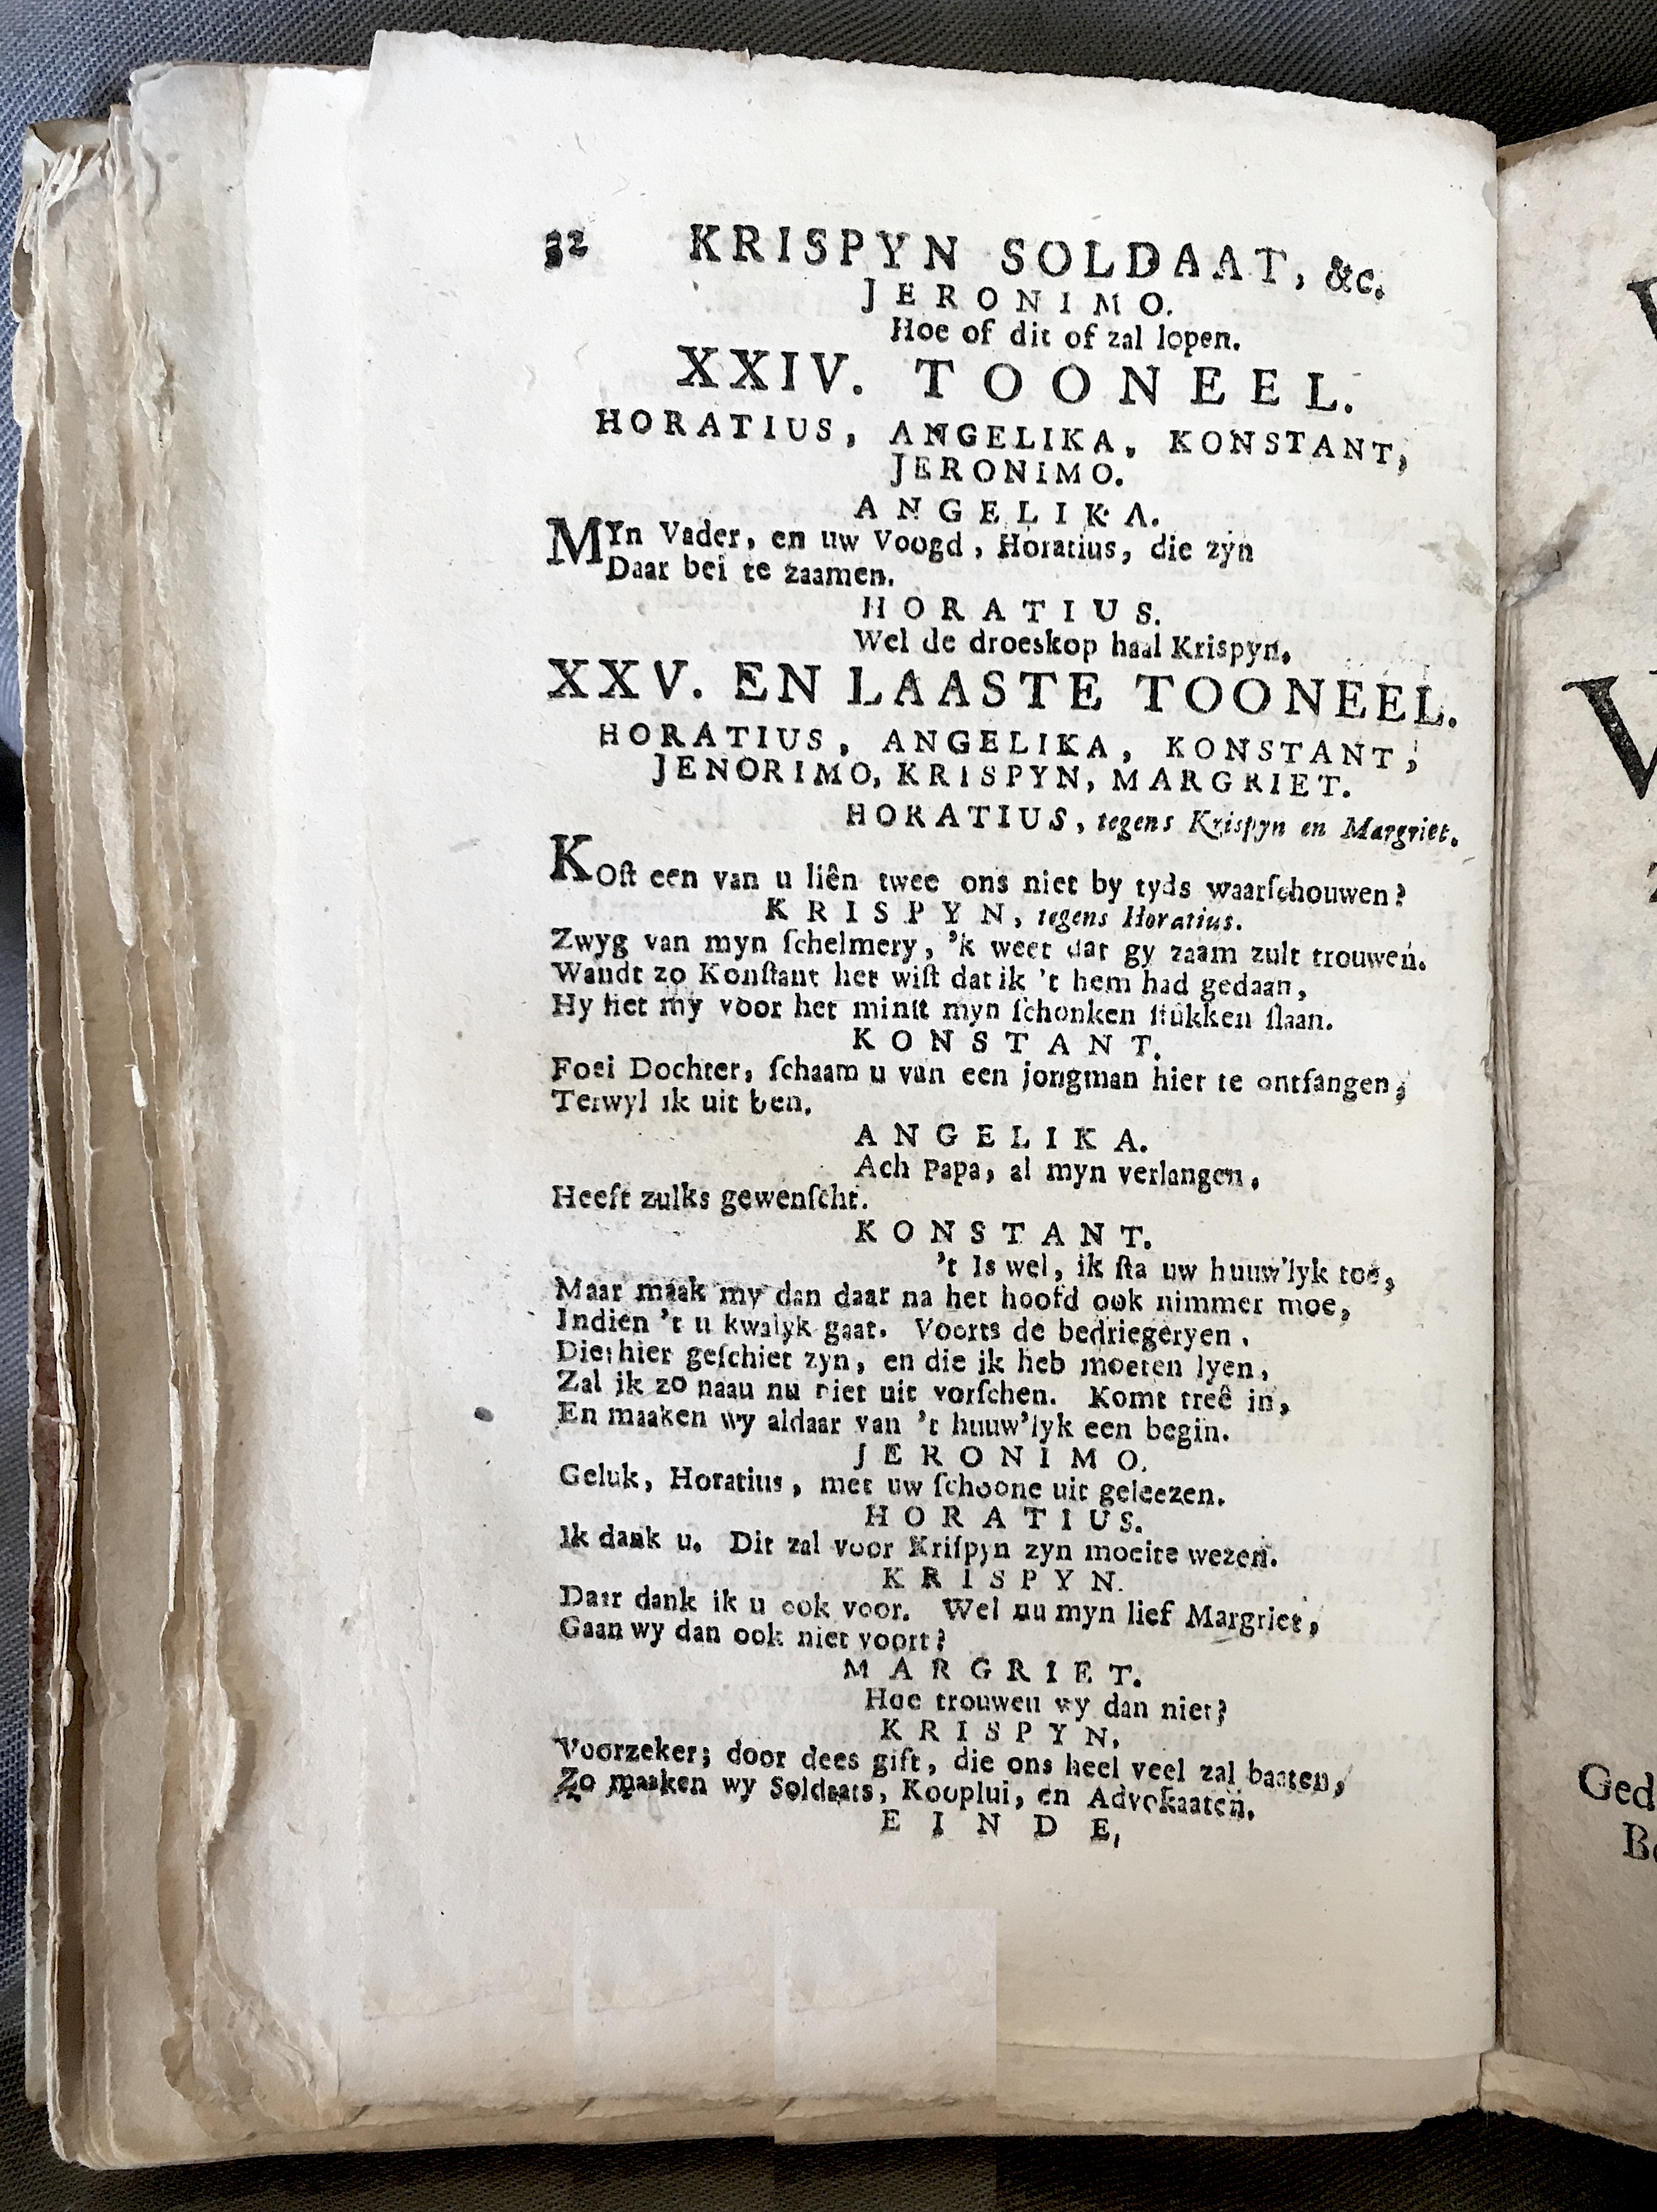 32 KRISPYN SOLDAAT, &c.
JERONIMO.
Hoe of dit of zal lopen.
XXIV. TOONEEL.
HORATIUS, ANGELIKA, KONSTANT,
JERONIMO.
ANGELIKA.
MYn Vader, en uw Voogd, Horatius, die zyn
Daar bei te zaamen.
HORATIUS.
Wel de droeskop haal Krispyn.
XXV. EN LAASTE TOONEEL.
HORATIUS, ANGELIKA, KONSTANT,
JENORIMO, KRISPYN, MARGRIET.
HORATIUS, tegens Krispyn en Margriet.
Koſt een van u liên twee ons niet by tyds waarſchouwen?
KRISPYN, tegens Horatius.
Zwyg van myn ſchelmery, 'k weet dat gy zaam zult trouwen.
Wandt zo Konſtant het wiſt dat ik 't hem had gedaan,
Hy liet my voor het minſt myn ſchonken ſtukken ſlaan.
KONSTANT.
Foei Dochter, ſchaam u van een jongman hier te ontfangen,
Terwyl ik uit ben.
ANGELIKA.
Ach Papa, al myn verlangen,
Heeft zulks gewenſcht.
KONSTANT.
't Is wel, ik ſta uw huuw'lyk toe,
Maar maak my dan daar na het hoofd ook nimmer moe,
Indien 't u kwalyk gaat. Voorts de bedriegeryen,
Die hier geſchiet zyn, en die ik heb moeten lyen,
Zal ik zo naau nu niet uit vorſchen. Komt treê in,
En maaken wy aldaar van 't huuw'lyk een begin.
JERONIMO.
Geluk, Horatius, met uw ſchoone uit geleezen.
HORATIUS.
Ik dank u. Dit zal voor Kriſpyn zyn moeite wezen.
KRISPYN.
Daar dank ik u ook voor. Wel nu myn lief Margriet,
Gaan wy dan ook niet voort?
MARGRIET.
Hoe trouwen wy dan niet?
KRISPYN.
Voorzeker; door dees gift, die ons heel veel zal baaten,
Zo maaken wy Soldaats, Kooplui, en Advokaaten.
EINDE,
Ged